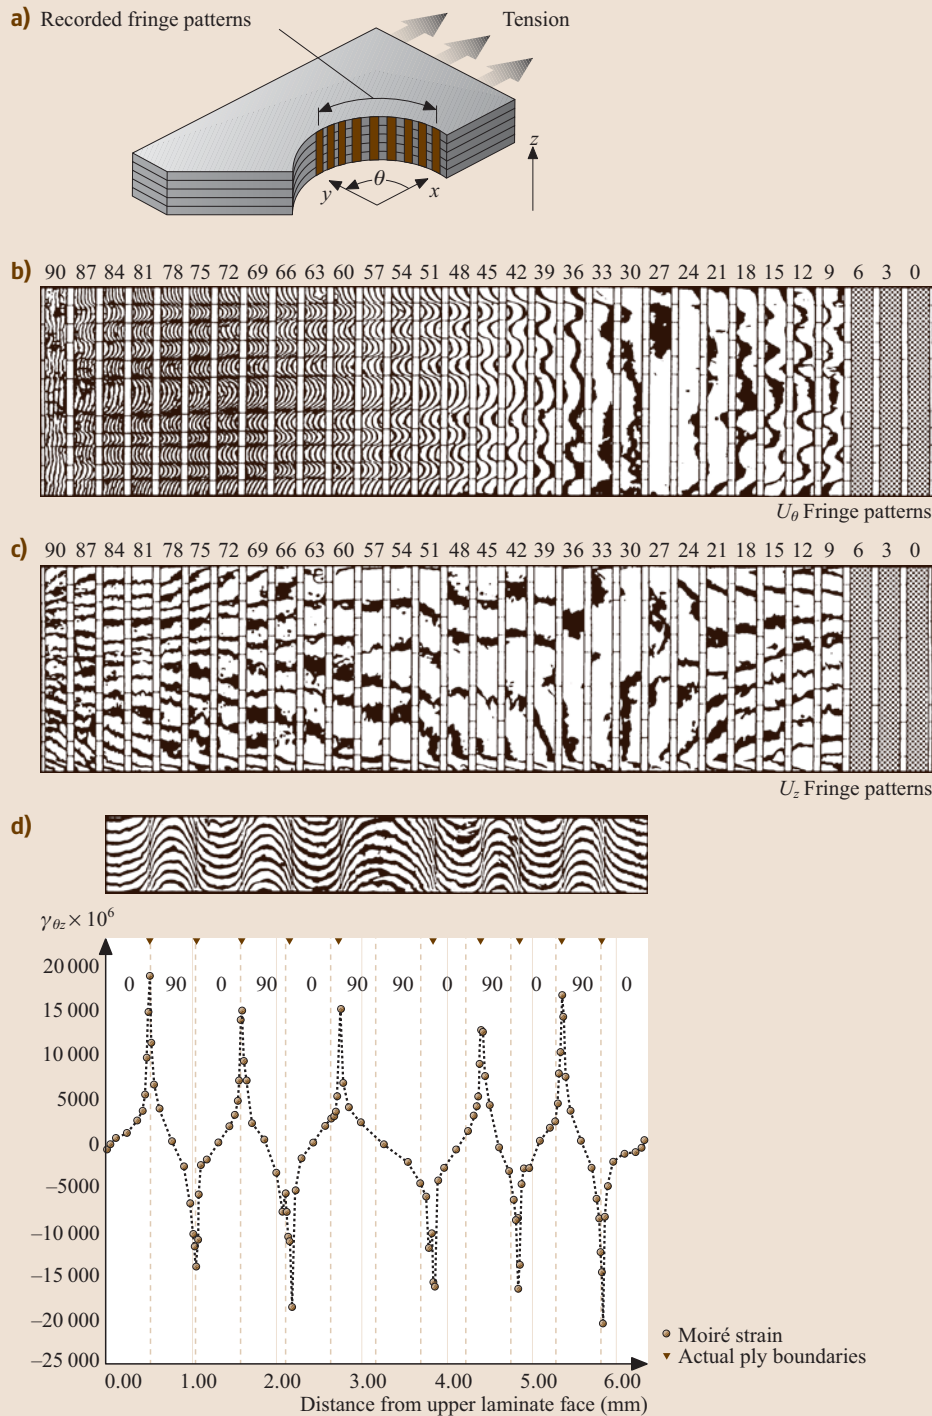 a) Recorded fringe patterns Tension
z
y θ x
b) 90 87 84 81 78 75 72 69 66 63 60 57 54 51 48 45 42 39 36 33 30 27 24 21 18 15 12 9 6 3 0
Uθ Fringe patterns
c) 90 87 84 81 78 75 72 69 66 63 60 57 54 51 48 45 42 39 36 33 30 27 24 21 18 15 12 9 6 3 0
Uz Fringe patterns
d)
γθz × 10⁶
20 000
0 90 0 90 0 90 90 0 90 0 90 0
15 000
10 000
5000
0
–5000
–10 000
–15 000
–20 000
–25 000
0.00 1.00 2.00 3.00 4.00 5.00 6.00
Distance from upper laminate face (mm)
Moiré strain
Actual ply boundaries